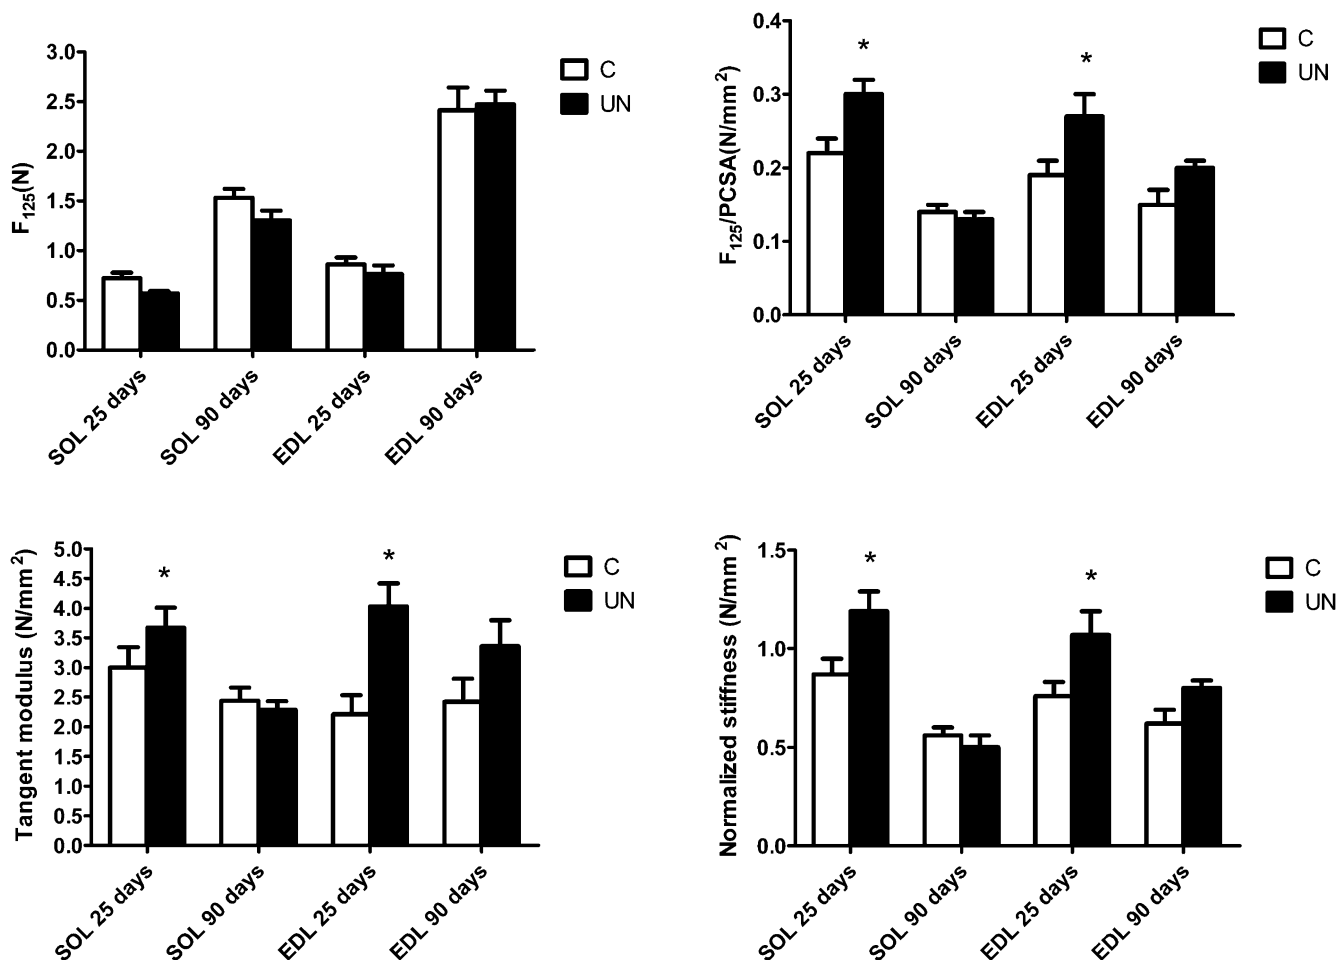 3.0
2.5
2.0
1.5
1.0
0.5
0.0
F125(N)
C
UN
SOL 25 days
SOL 90 days
EDL 25 days
EDL 90 days
0.4
0.3
0.2
0.1
0.0
F125/PCSA(N/mm2)
*
*
C
UN
SOL 25 days
SOL 90 days
EDL 25 days
EDL 90 days
5.0
4.5
4.0
3.5
3.0
2.5
2.0
1.5
1.0
0.5
0.0
Tangent modulus (N/mm2)
*
*
C
UN
SOL 25 days
SOL 90 days
EDL 25 days
EDL 90 days
1.5
1.0
0.5
0.0
Normalized stiffness (N/mm2)
*
*
C
UN
SOL 25 days
SOL 90 days
EDL 25 days
EDL 90 days